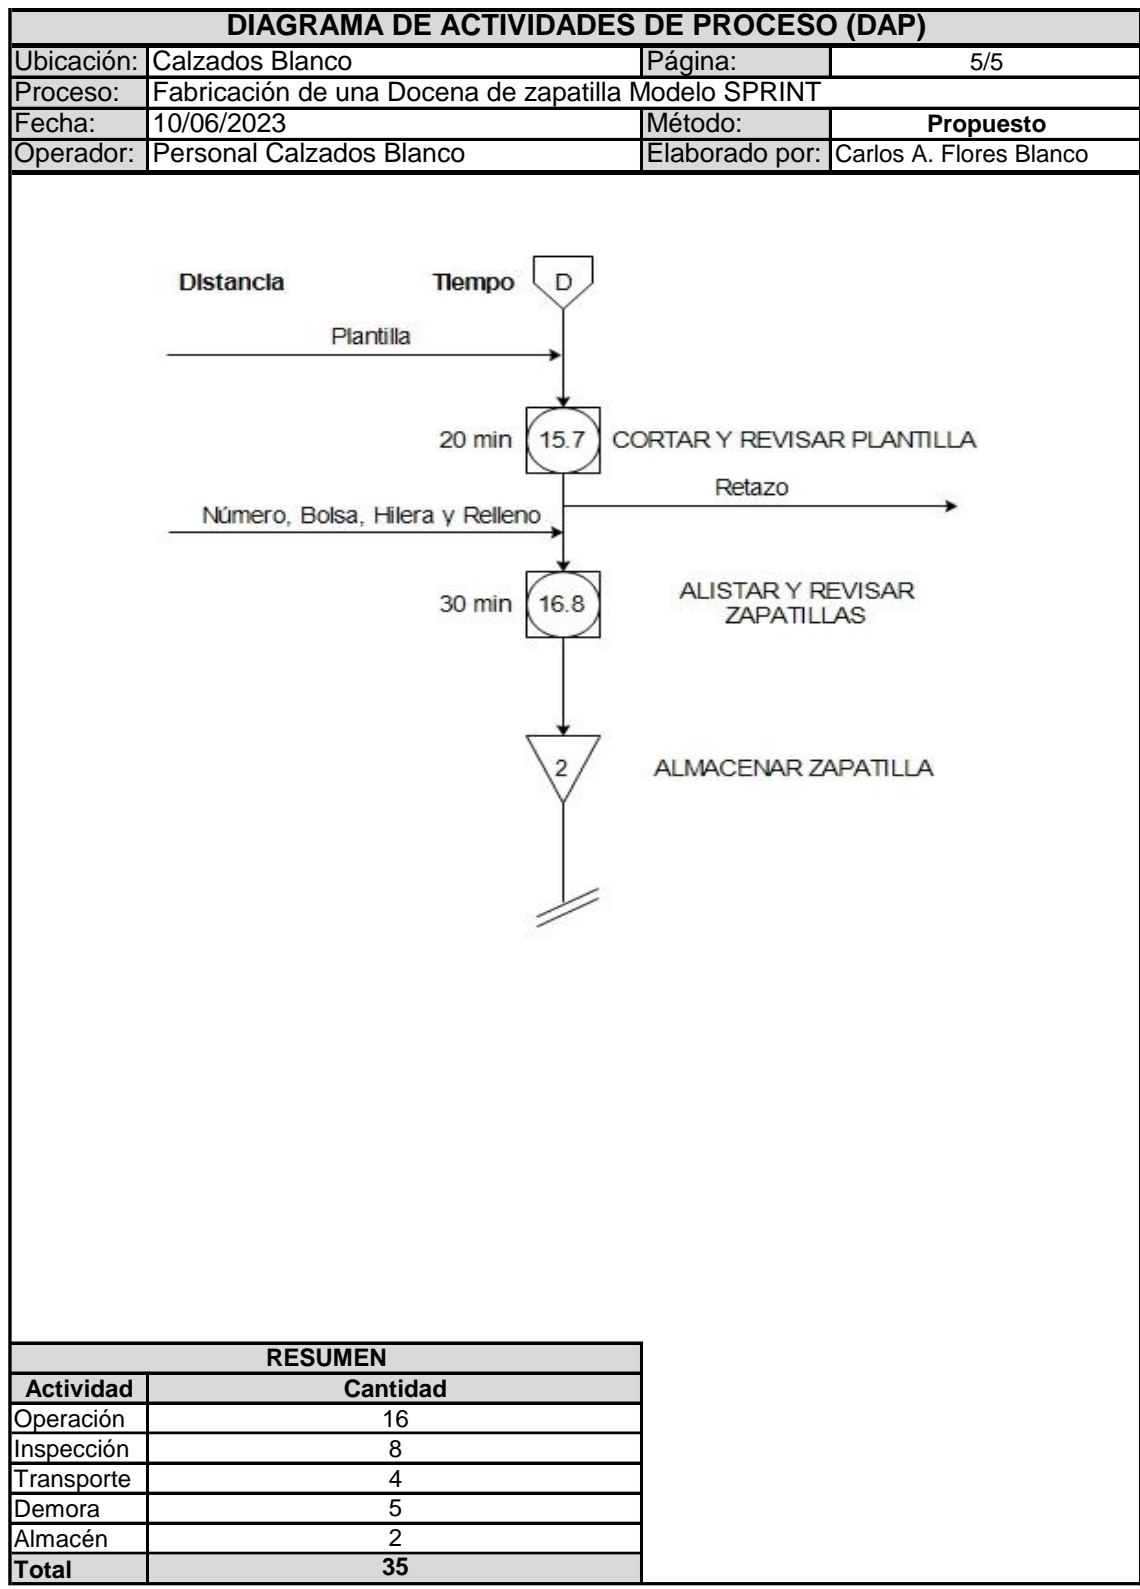 DIAGRAMA DE ACTIVIDADES DE PROCESO (DAP)
Ubicación: Calzados Blanco Página: 5/5
Proceso: Fabricación de una Docena de zapatilla Modelo SPRINT
Fecha: 10/06/2023 Método: Propuesto
Operador: Personal Calzados Blanco Elaborado por: Carlos A. Flores Blanco
Distancia Tiempo D
Plantilla
20 min 15.7 CORTAR Y REVISAR PLANTILLA
Retazo
Número, Bolsa, Hilera y Relleno
30 min 16.8 ALISTAR Y REVISAR
ZAPATILLAS
2 ALMACENAR ZAPATILLA
RESUMEN
Actividad Cantidad
Operación 16
Inspección 8
Transporte 4
Demora 5
Almacén 2
Total 35